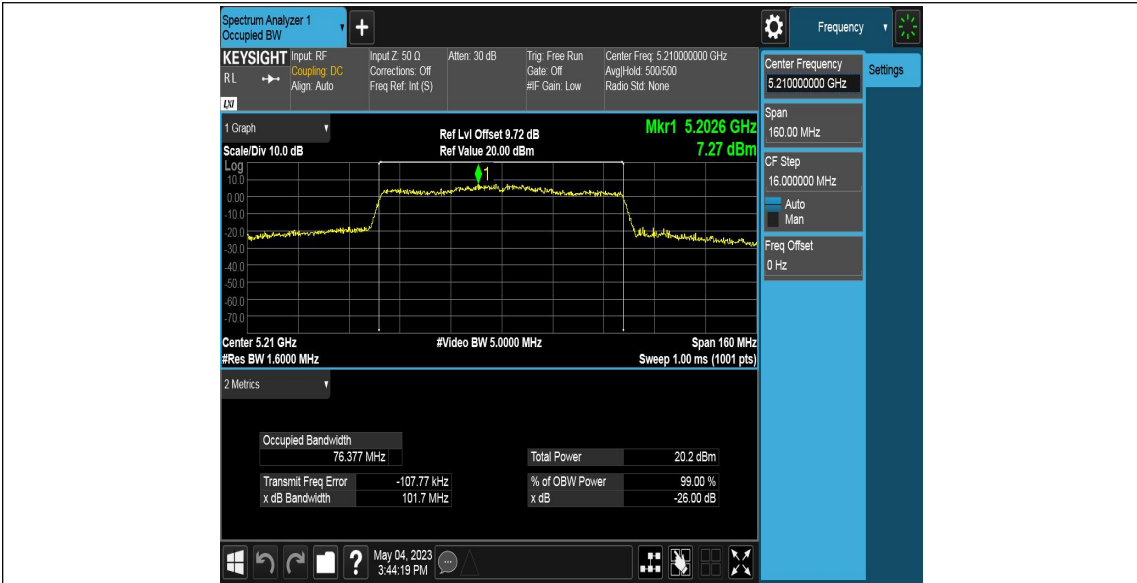 Spectrum Analyzer 1
Occupied BW
+
Frequency
KEYSIGHT
RL
LXI
Input: RF
Coupling: DC
Align: Auto
Input Z: 50 Ω
Corrections: Off
Freq Ref: Int (S)
Atten: 30 dB
Trig: Free Run
Gate: Off
#IF Gain: Low
Center Freq: 5.210000000 GHz
Avg|Hold: 500/500
Radio Std: None
Center Frequency
5.210000000 GHz
Settings
Span
160.00 MHz
CF Step
16.000000 MHz
Auto
Man
Freq Offset
0 Hz
1 Graph
Scale/Div 10.0 dB
Ref Lvl Offset 9.72 dB
Ref Value 20.00 dBm
Mkr1 5.2026 GHz
7.27 dBm
Log
10.0
0.00
-10.0
-20.0
-30.0
-40.0
-50.0
-60.0
-70.0
1
Center 5.21 GHz
#Video BW 5.0000 MHz
Span 160 MHz
#Res BW 1.6000 MHz
Sweep 1.00 ms (1001 pts)
2 Metrics
Occupied Bandwidth
76.377 MHz
Total Power 20.2 dBm
Transmit Freq Error -107.77 kHz
% of OBW Power 99.00 %
x dB Bandwidth 101.7 MHz
x dB -26.00 dB
?
May 04, 2023
3:44:19 PM